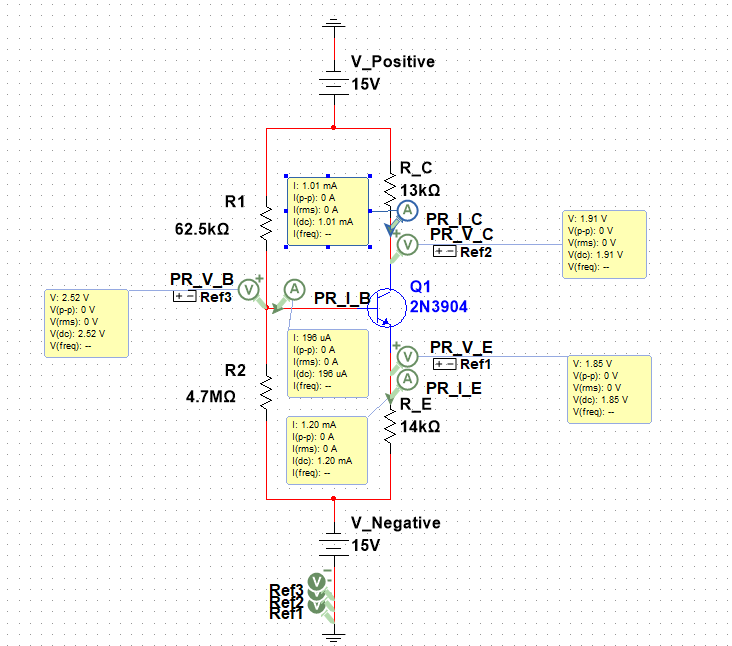 V_Positive
15V
R_C
13kΩ
I: 1.01 mA
I(p-p): 0 A
I(rms): 0 A
I(dc): 1.01 mA
I(freq): --
A
R1
62.5kΩ
PR_I_C
+
PR_V_C
V
+ − Ref2
V: 1.91 V
V(p-p): 0 V
V(rms): 0 V
V(dc): 1.91 V
V(freq): --
PR_V_B
+ − Ref3
V
+
A
PR_I_B
Q1
2N3904
V: 2.52 V
V(p-p): 0 V
V(rms): 0 V
V(dc): 2.52 V
V(freq): --
I: 196 uA
I(p-p): 0 A
I(rms): 0 A
I(dc): 196 uA
I(freq): --
+
V
PR_V_E
+ − Ref1
A
PR_I_E
V: 1.85 V
V(p-p): 0 V
V(rms): 0 V
V(dc): 1.85 V
V(freq): --
R2
4.7MΩ
R_E
14kΩ
I: 1.20 mA
I(p-p): 0 A
I(rms): 0 A
I(dc): 1.20 mA
I(freq): --
V_Negative
15V
V
V
Ref3
Ref2
Ref1